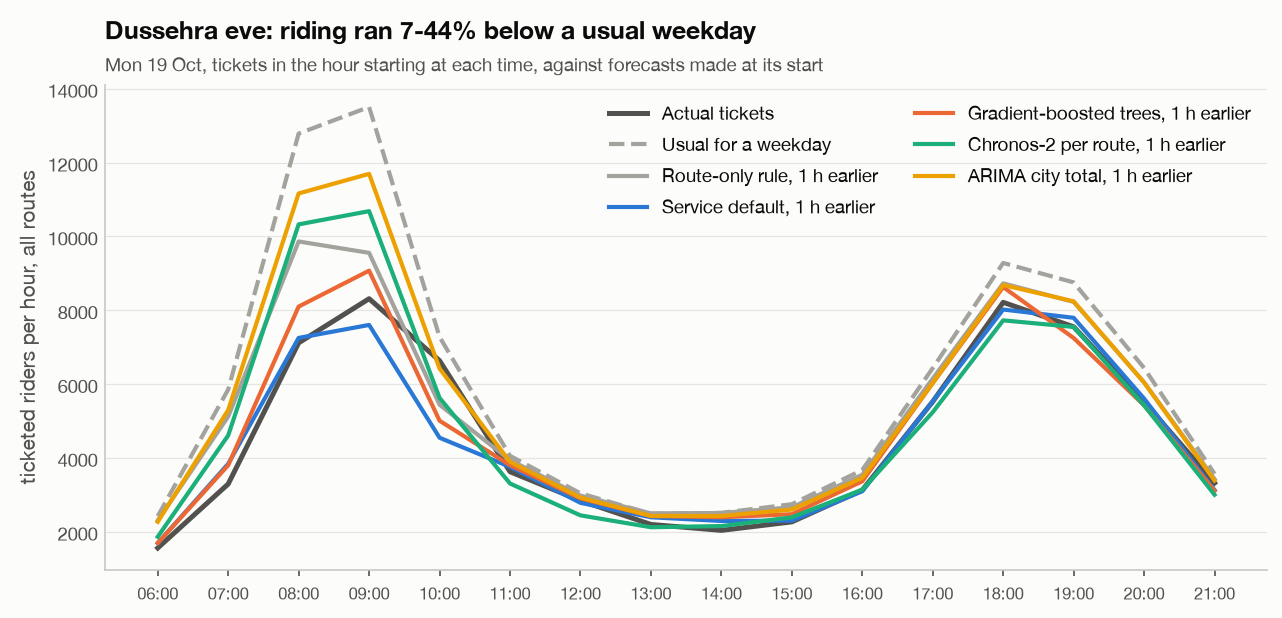 Dussehra eve: riding ran 7-44% below a usual weekday
Mon 19 Oct, tickets in the hour starting at each time, against forecasts made at its start
ticketed riders per hour, all routes
14000
12000
10000
8000
6000
4000
2000
Actual tickets
Usual for a weekday
Route-only rule, 1 h earlier
Service default, 1 h earlier
Gradient-boosted trees, 1 h earlier
Chronos-2 per route, 1 h earlier
ARIMA city total, 1 h earlier
06:00 07:00 08:00 09:00 10:00 11:00 12:00 13:00 14:00 15:00 16:00 17:00 18:00 19:00 20:00 21:00